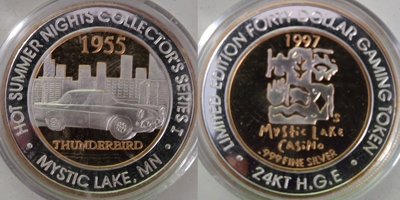 HOT SUMMER NIGHTS COLLECTOR'S SERIES I
1955
THUNDERBIRD
• MYSTIC LAKE, MN •
LIMITED EDITION FORTY DOLLAR GAMING TOKEN
1997
Mystic Lake
Casino
.999 FINE SILVER
• 24KT H.G.E •